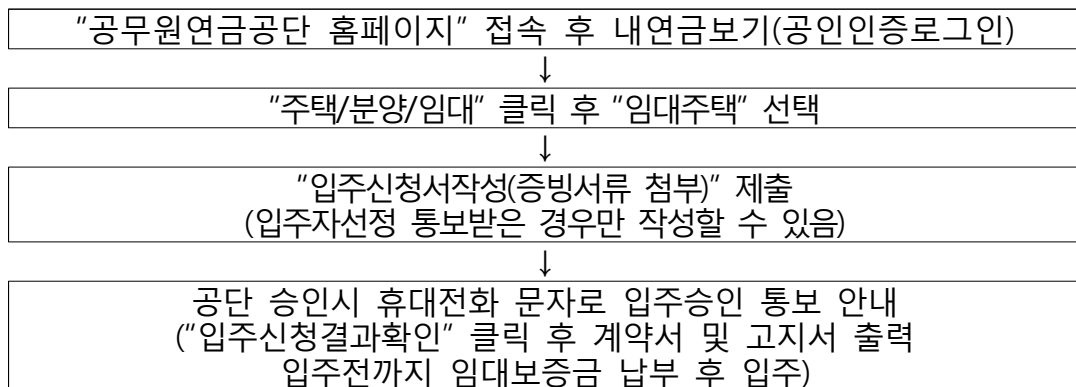 "공무원연금공단 홈페이지" 접속 후 내연금보기(공인인증로그인)
↓
"주택/분양/임대" 클릭 후 "임대주택" 선택
↓
"입주신청서작성(증빙서류 첨부)" 제출
(입주자선정 통보받은 경우만 작성할 수 있음)
↓
공단 승인시 휴대전화 문자로 입주승인 통보 안내
("입주신청결과확인" 클릭 후 계약서 및 고지서 출력
입주전까지 임대보증금 납부 후 입주)